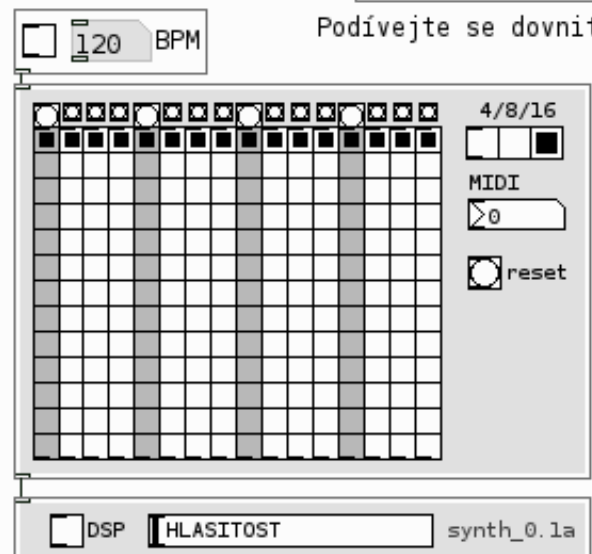 120 BPM
Podívejte se dovnit
4/8/16
MIDI
0
reset
DSP
HLASITOST
synth_0.1a